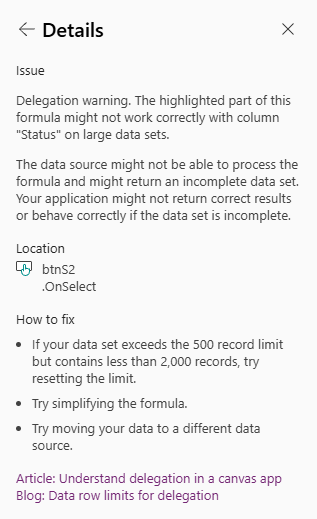 Details
Issue
Delegation warning. The highlighted part of this
formula might not work correctly with column
"Status" on large data sets.
The data source might not be able to process the
formula and might return an incomplete data set.
Your application might not return correct results
or behave correctly if the data set is incomplete.
Location
btnS2
.OnSelect
How to fix
• If your data set exceeds the 500 record limit
but contains less than 2,000 records, try
resetting the limit.
• Try simplifying the formula.
• Try moving your data to a different data
source.
Article: Understand delegation in a canvas app
Blog: Data row limits for delegation